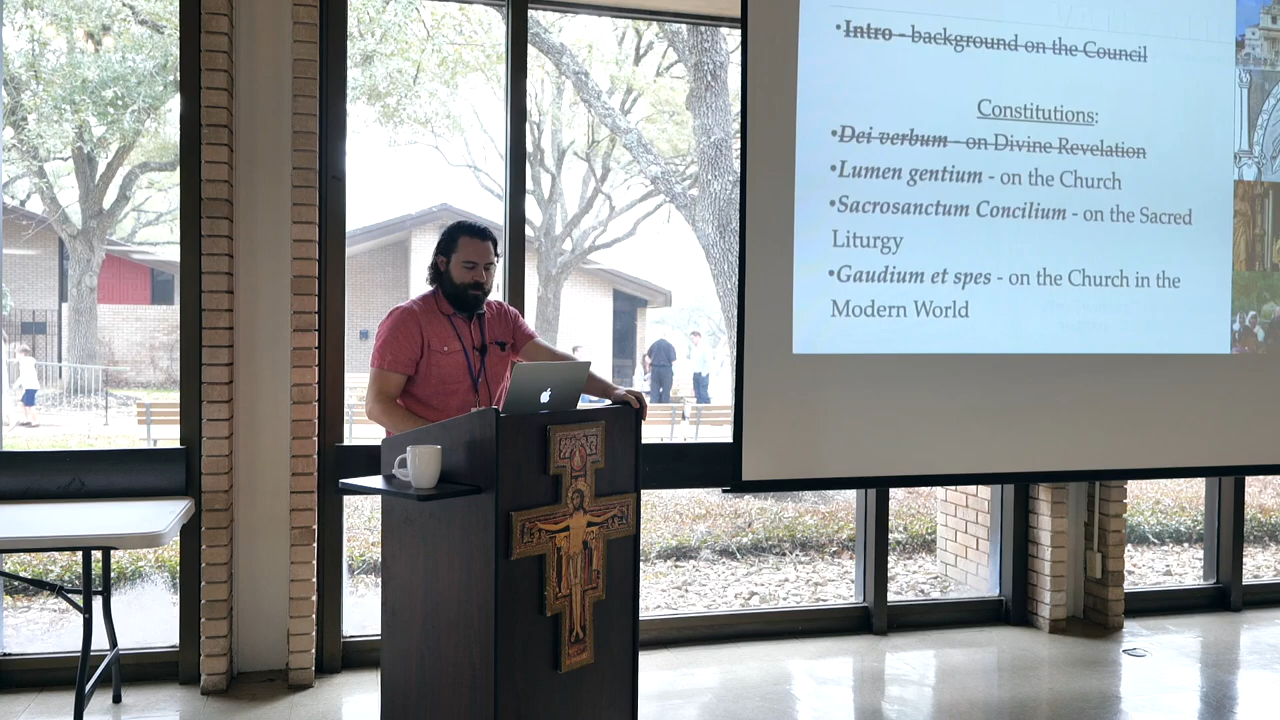 •Intro - background on the Council
Constitutions:
•Dei verbum - on Divine Revelation
•Lumen gentium - on the Church
•Sacrosanctum Concilium - on the Sacred
Liturgy
•Gaudium et spes - on the Church in the
Modern World